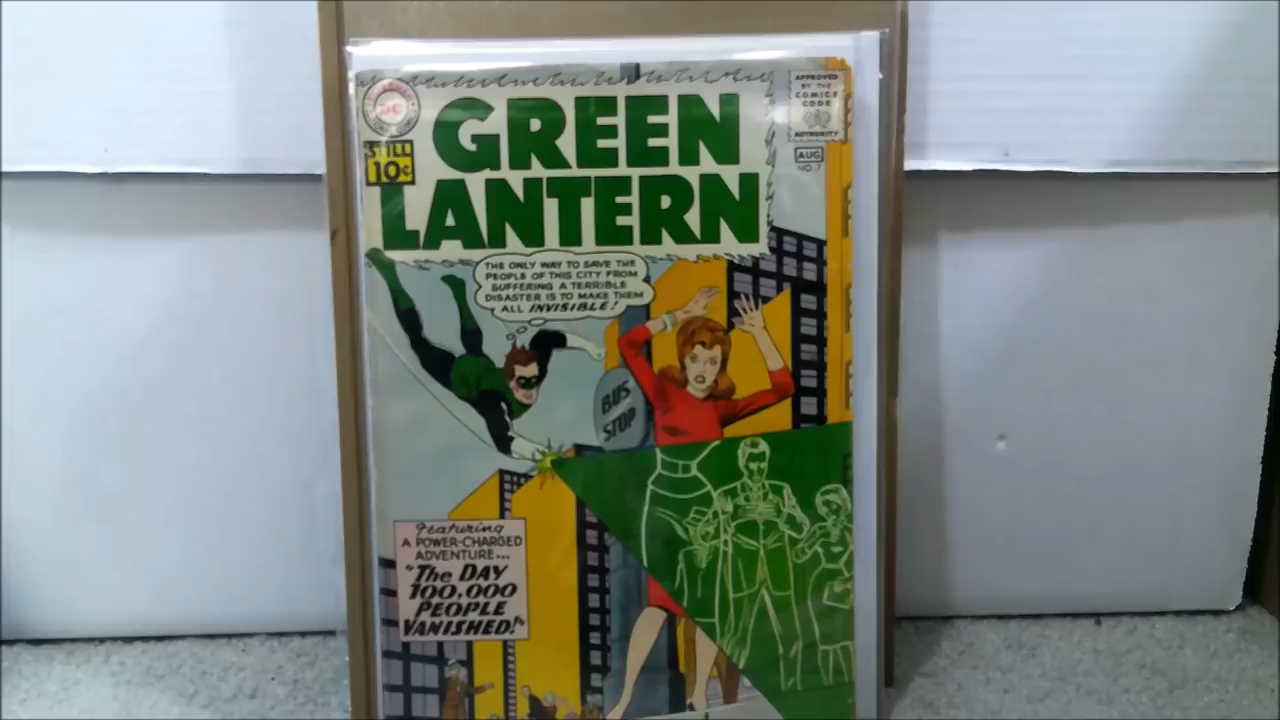 DC
APPROVED
BY THE
COMICS
CODE
AUTHORITY
GREEN
LANTERN
STILL
10¢
AUG
NO. 7
THE ONLY WAY TO SAVE THE
PEOPLE OF THIS CITY FROM
SUFFERING A TERRIBLE
DISASTER IS TO MAKE THEM
ALL INVISIBLE!
BUS
STOP
Featuring
A POWER-CHARGED
ADVENTURE...
"The DAY
100,000
PEOPLE
VANISHED!"